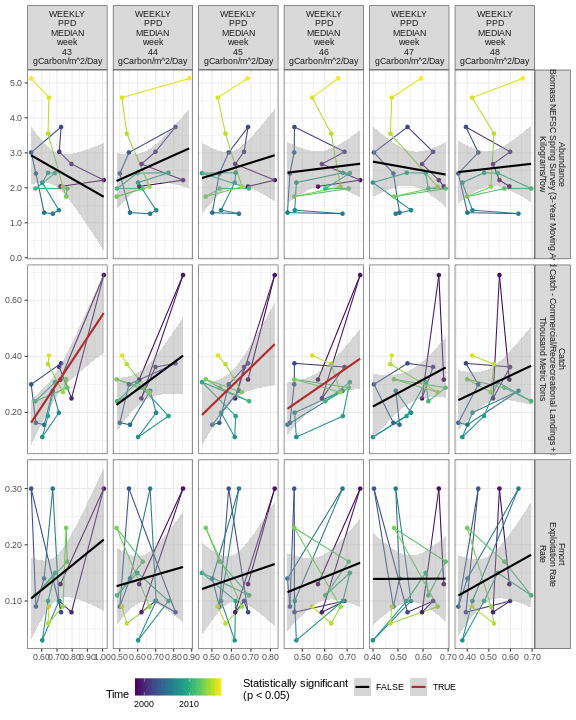 WEEKLY
PPD
MEDIAN
week
43
gCarbon/m^2/Day
WEEKLY
PPD
MEDIAN
week
44
gCarbon/m^2/Day
WEEKLY
PPD
MEDIAN
week
45
gCarbon/m^2/Day
WEEKLY
PPD
MEDIAN
week
46
gCarbon/m^2/Day
WEEKLY
PPD
MEDIAN
week
47
gCarbon/m^2/Day
WEEKLY
PPD
MEDIAN
week
48
gCarbon/m^2/Day
5.0
4.0
3.0
2.0
1.0
0.0
Abundance
Biomass NEFSC Spring Survey (3-Year Moving
Kilograms/Tow
0.60
0.40
0.20
Catch
Catch - Commercial/Recreational Landings +
Thousand Metric Tons
0.30
0.20
0.10
Fmort
Exploitation Rate
Rate
0.60 0.70 0.80 0.90 1.00
0.50 0.60 0.70 0.80 0.90
0.50 0.60 0.70 0.80
0.50 0.60 0.70
0.40 0.50 0.60 0.70
0.40 0.50 0.60 0.70
Time
2000 2010
Statistically significant
(p < 0.05)
FALSE
TRUE